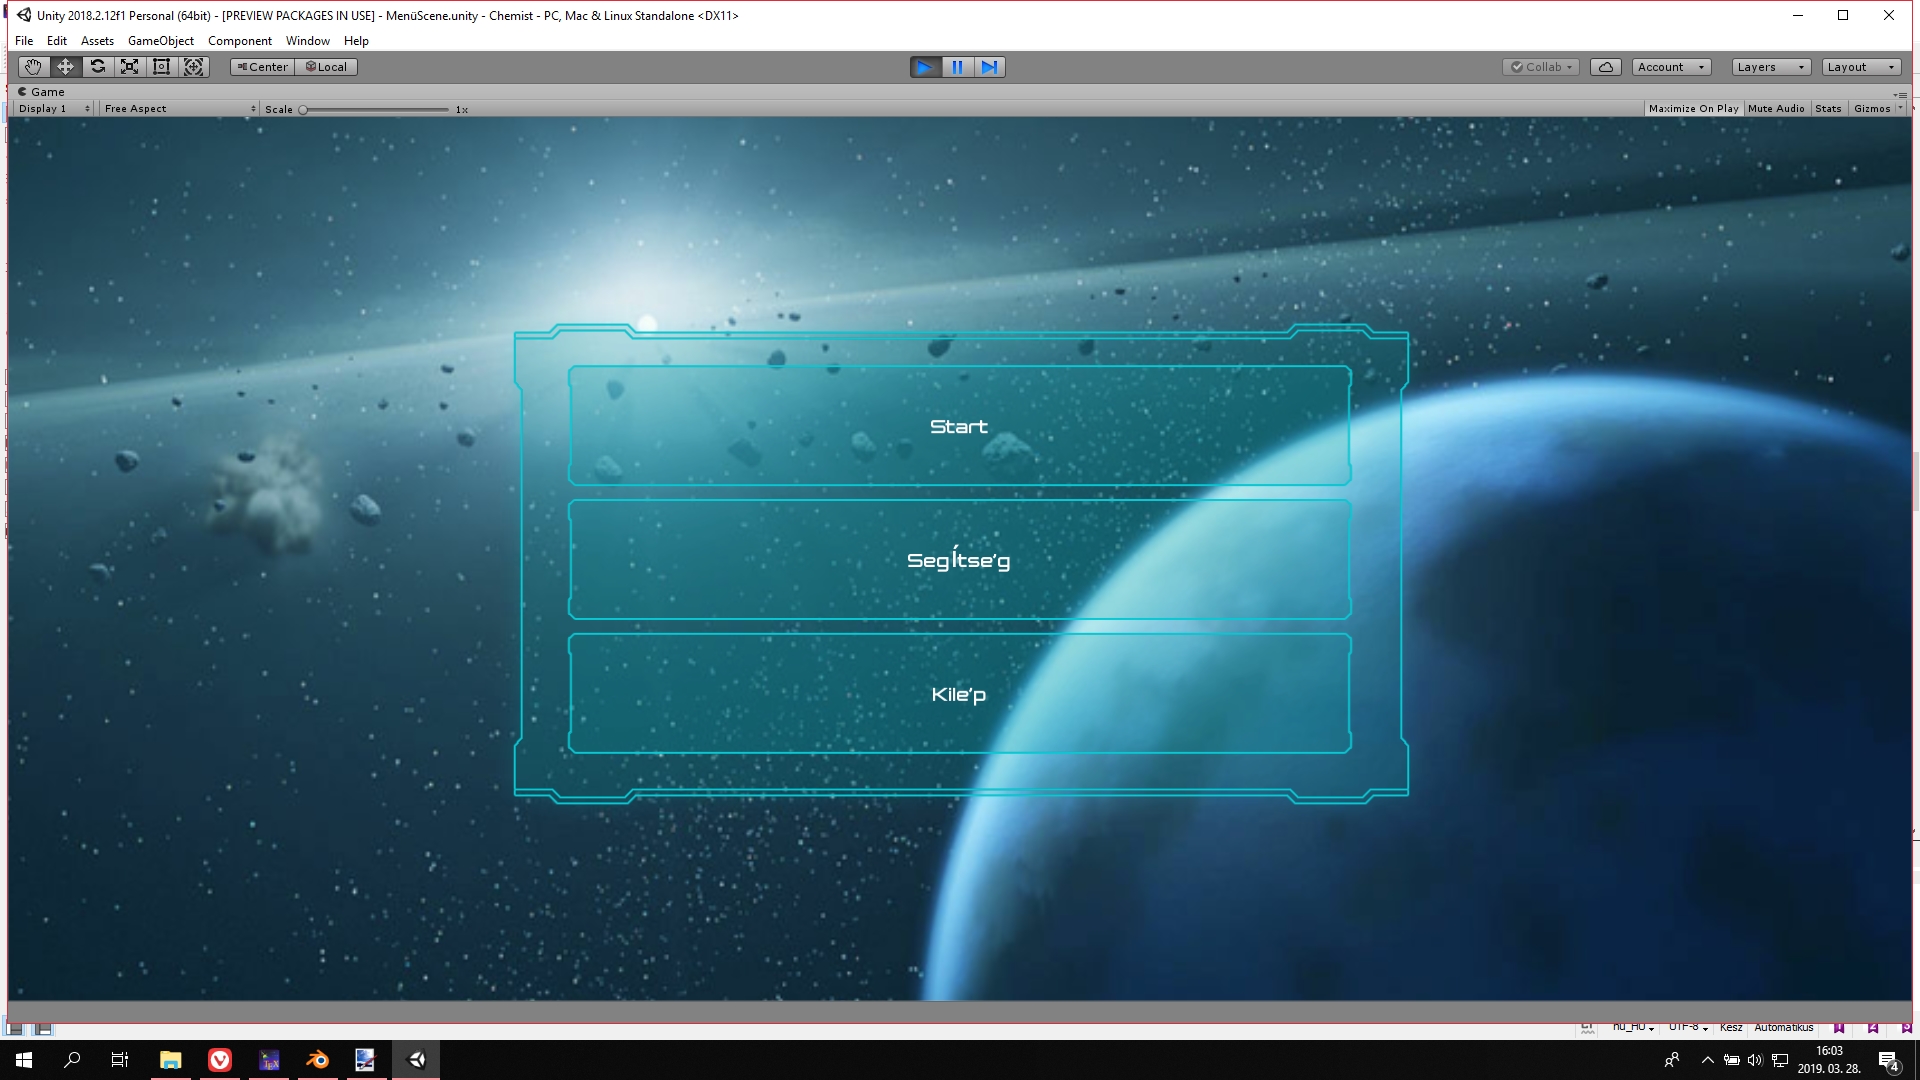 Unity 2018.2.12f1 Personal (64bit) - [PREVIEW PACKAGES IN USE] - MenüScene.unity - Chemist - PC, Mac & Linux Standalone <DX11>
File Edit Assets GameObject Component Window Help
Center Local Collab Account Layers Layout
Game
Display 1 Free Aspect Scale 1x Maximize On Play Mute Audio Stats Gizmos
Start
SegÍtse'g
Kile'p
hu_HU UTF-8 Kész Automatikus
16:03
2019. 03. 28.
4